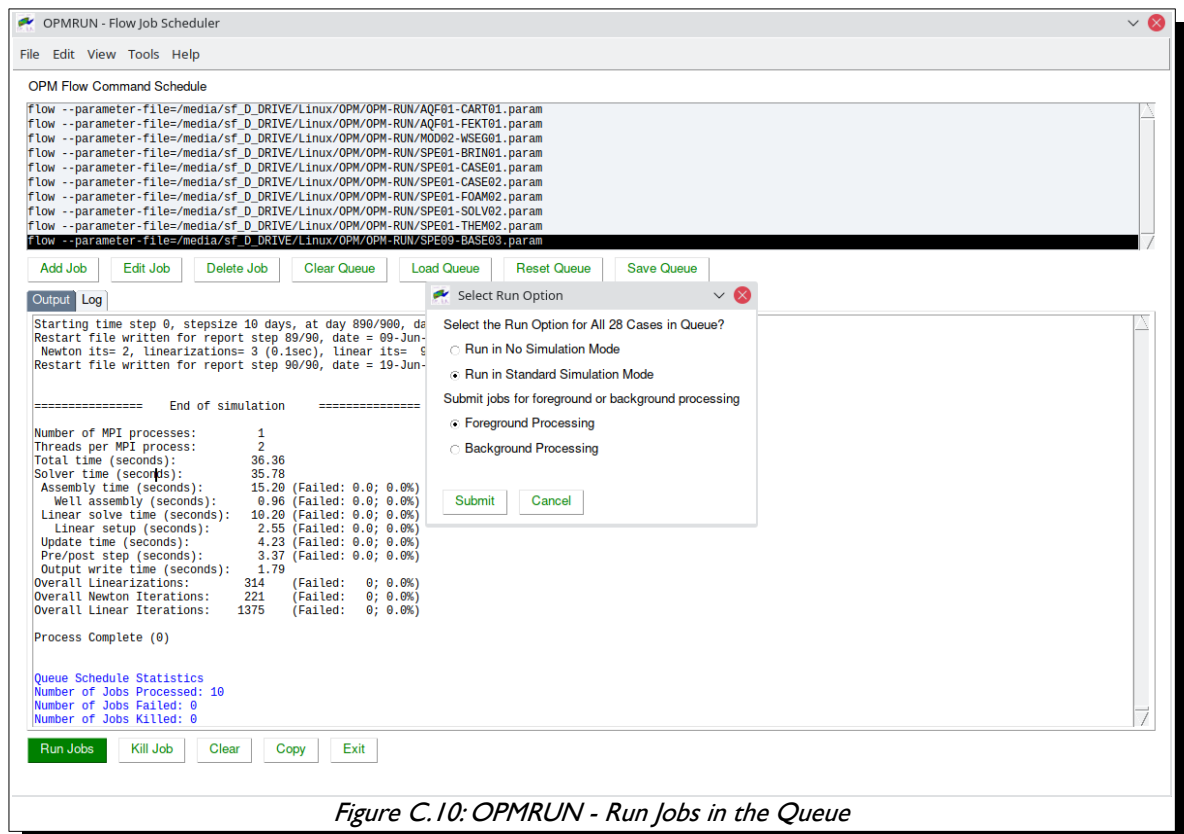 OPMRUN - Flow Job Scheduler
File Edit View Tools Help
OPM Flow Command Schedule
flow --parameter-file=/media/sf_D_DRIVE/Linux/OPM/OPM-RUN/AQF01-CART01.param
flow --parameter-file=/media/sf_D_DRIVE/Linux/OPM/OPM-RUN/AQF01-FEKT01.param
flow --parameter-file=/media/sf_D_DRIVE/Linux/OPM/OPM-RUN/MOD02-WSEG01.param
flow --parameter-file=/media/sf_D_DRIVE/Linux/OPM/OPM-RUN/SPE01-BRIN01.param
flow --parameter-file=/media/sf_D_DRIVE/Linux/OPM/OPM-RUN/SPE01-CASE01.param
flow --parameter-file=/media/sf_D_DRIVE/Linux/OPM/OPM-RUN/SPE01-CASE02.param
flow --parameter-file=/media/sf_D_DRIVE/Linux/OPM/OPM-RUN/SPE01-FOAM02.param
flow --parameter-file=/media/sf_D_DRIVE/Linux/OPM/OPM-RUN/SPE01-SOLV02.param
flow --parameter-file=/media/sf_D_DRIVE/Linux/OPM/OPM-RUN/SPE01-THEM02.param
flow --parameter-file=/media/sf_D_DRIVE/Linux/OPM/OPM-RUN/SPE09-BASE03.param
Add Job Edit Job Delete Job Clear Queue Load Queue Reset Queue Save Queue
Output Log
Starting time step 0, stepsize 10 days, at day 890/900, da
Restart file written for report step 89/90, date = 09-Jun-
Newton its= 2, linearizations= 3 (0.1sec), linear its= 9
Restart file written for report step 90/90, date = 19-Jun-
================ End of simulation ===============
Number of MPI processes: 1
Threads per MPI process: 2
Total time (seconds): 36.36
Solver time (seconds): 35.78
Assembly time (seconds): 15.20 (Failed: 0.0; 0.0%)
Well assembly (seconds): 0.96 (Failed: 0.0; 0.0%)
Linear solve time (seconds): 10.20 (Failed: 0.0; 0.0%)
Linear setup (seconds): 2.55 (Failed: 0.0; 0.0%)
Update time (seconds): 4.23 (Failed: 0.0; 0.0%)
Pre/post step (seconds): 3.37 (Failed: 0.0; 0.0%)
Output write time (seconds): 1.79
Overall Linearizations: 314 (Failed: 0; 0.0%)
Overall Newton Iterations: 221 (Failed: 0; 0.0%)
Overall Linear Iterations: 1375 (Failed: 0; 0.0%)
Process Complete (0)
Queue Schedule Statistics
Number of Jobs Processed: 10
Number of Jobs Failed: 0
Number of Jobs Killed: 0
Select Run Option
Select the Run Option for All 28 Cases in Queue?
Run in No Simulation Mode
Run in Standard Simulation Mode
Submit jobs for foreground or background processing
Foreground Processing
Background Processing
Submit Cancel
Run Jobs Kill Job Clear Copy Exit
Figure C.10: OPMRUN - Run Jobs in the Queue